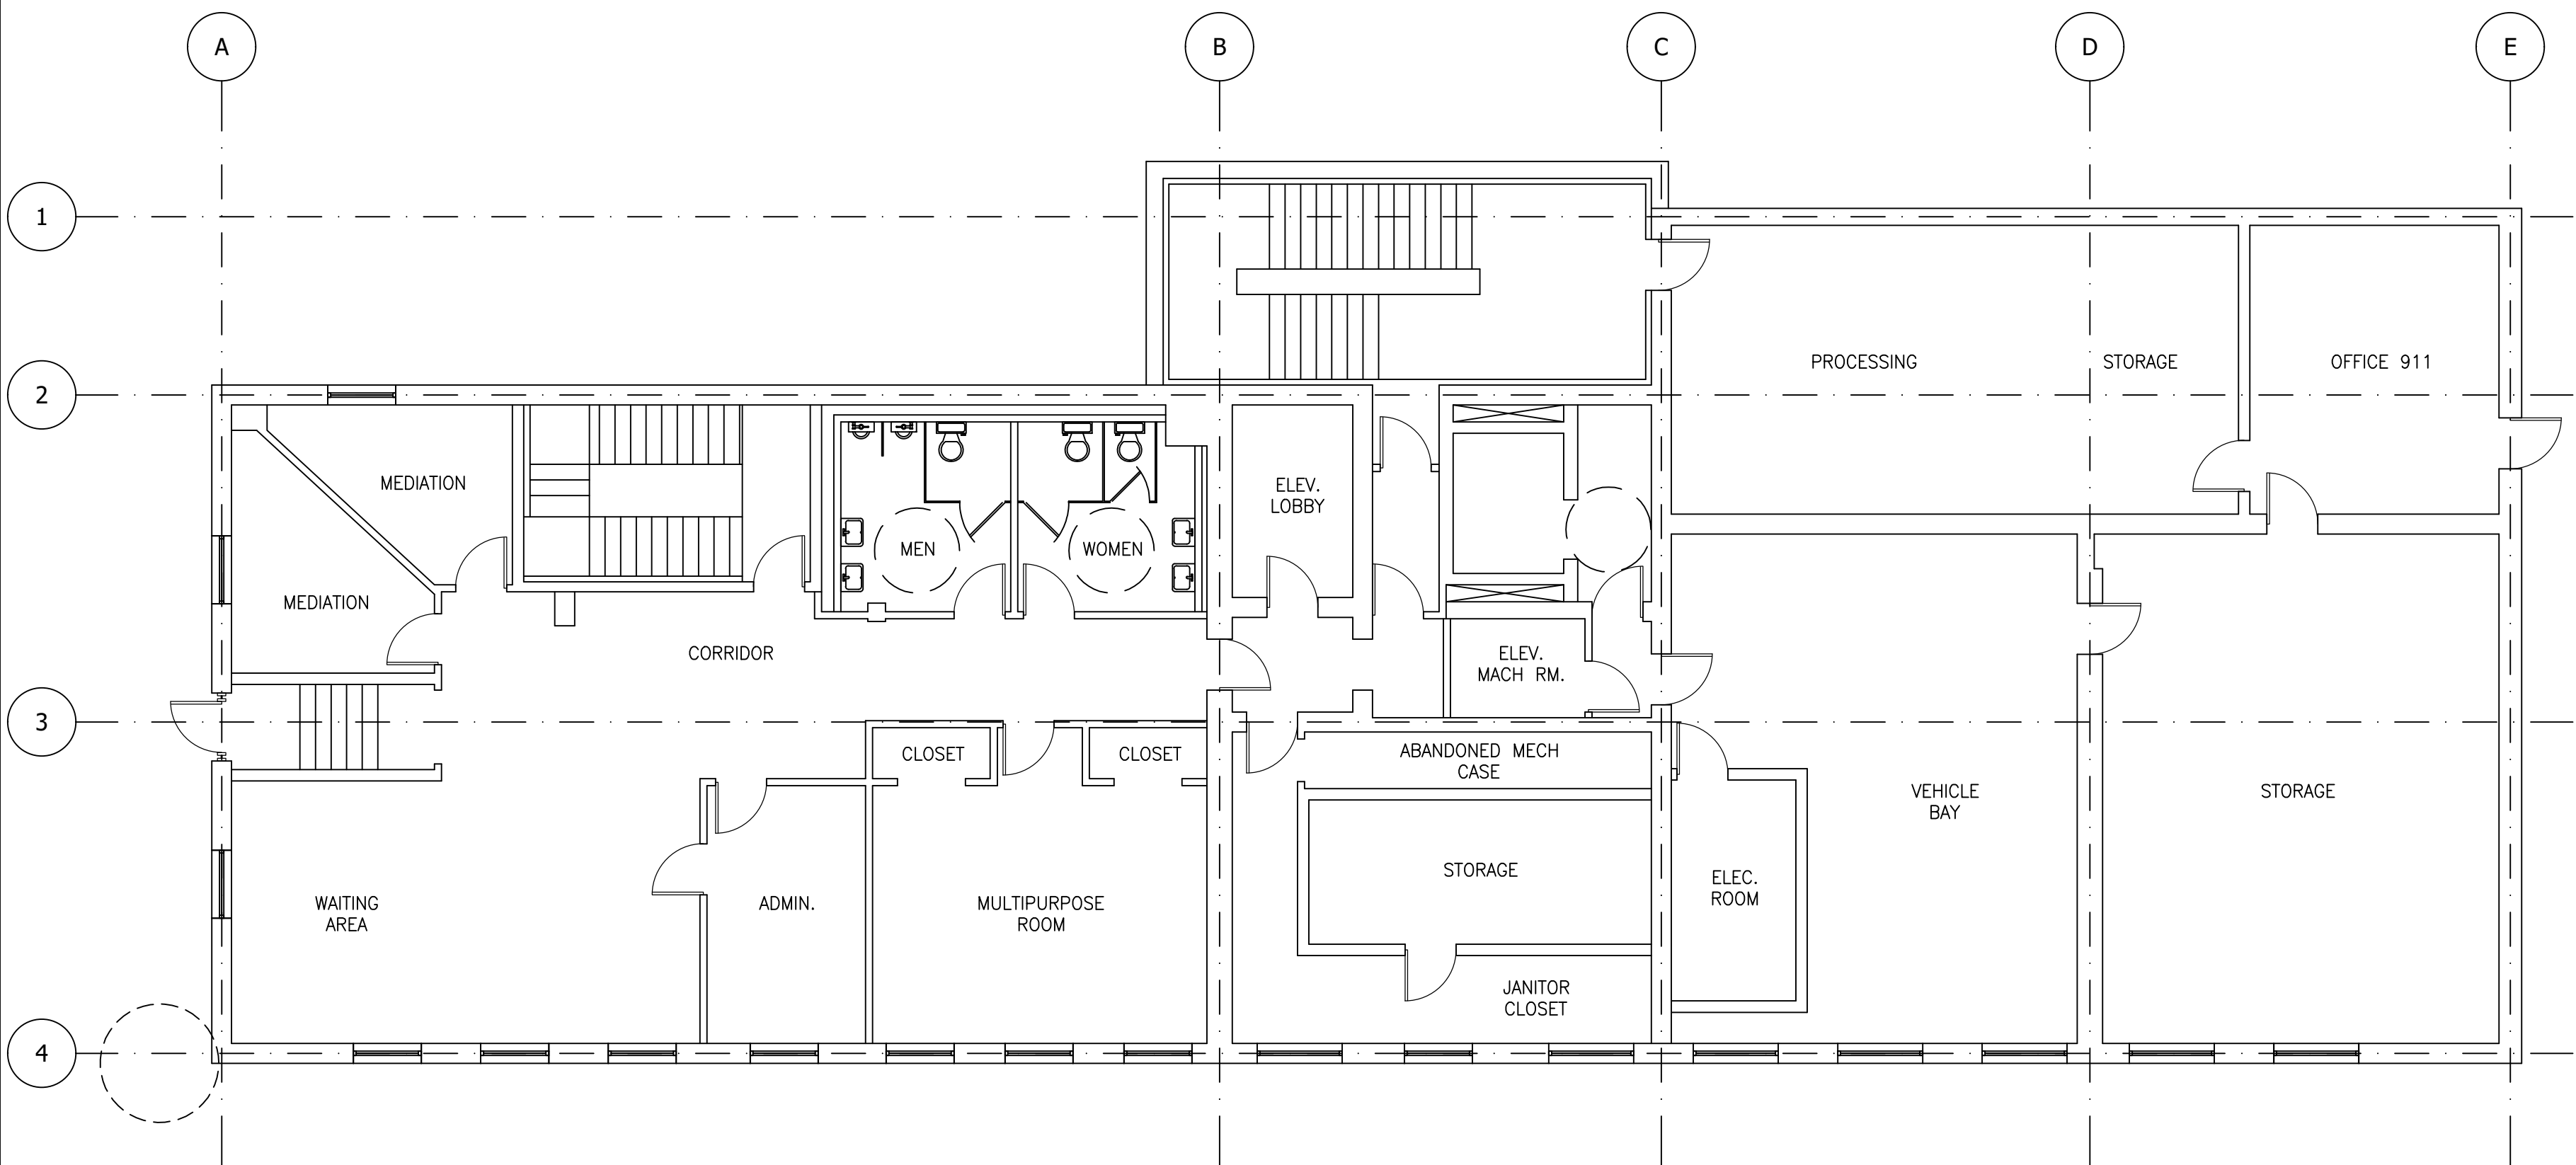 A
B
C
D
E
1
2
PROCESSING
STORAGE
OFFICE 911
MEDIATION
ELEV.
LOBBY
MEN
WOMEN
MEDIATION
CORRIDOR
ELEV.
MACH RM.
3
CLOSET
CLOSET
ABANDONED MECH
CASE
VEHICLE
BAY
STORAGE
STORAGE
ELEC.
ROOM
WAITING
AREA
ADMIN.
MULTIPURPOSE
ROOM
JANITOR
CLOSET
4